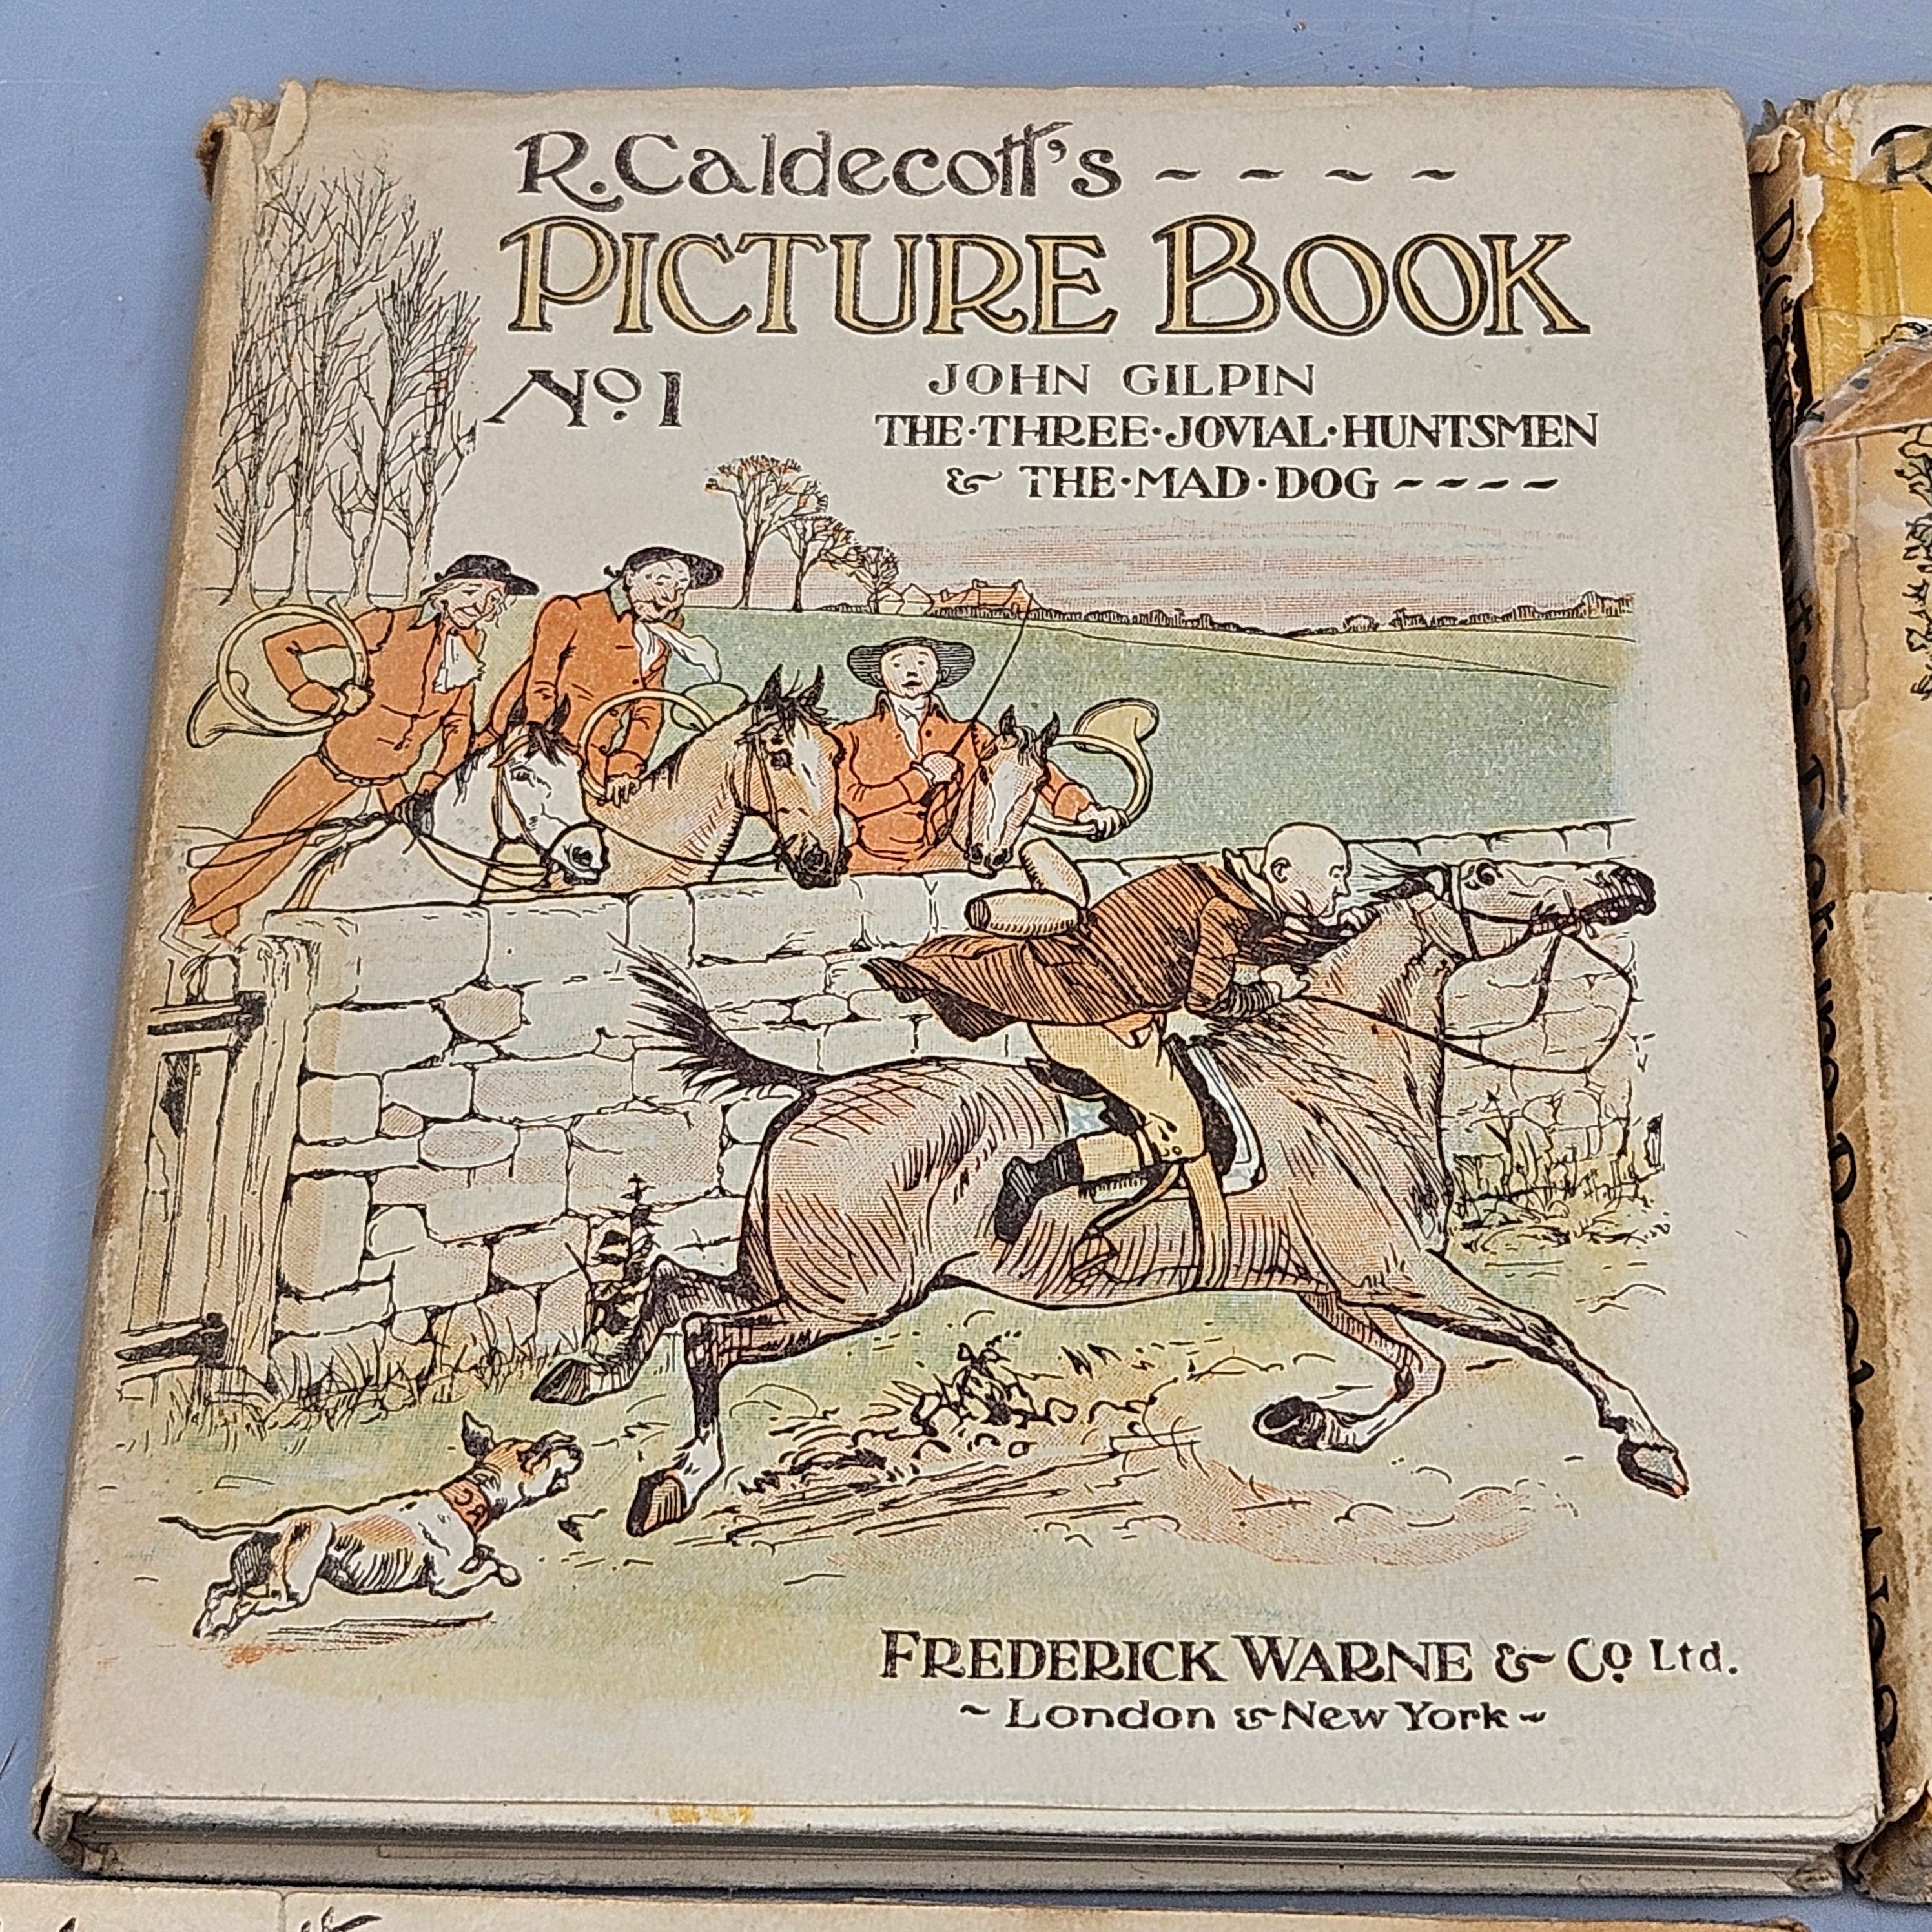 R. Caldecott's ~ ~ ~ ~
PICTURE BOOK
No. 1
JOHN GILPIN
THE·THREE·JOVIAL·HUNTSMEN
& THE·MAD·DOG ~~~~
FREDERICK WARNE & Co Ltd.
~ London & New York ~
R